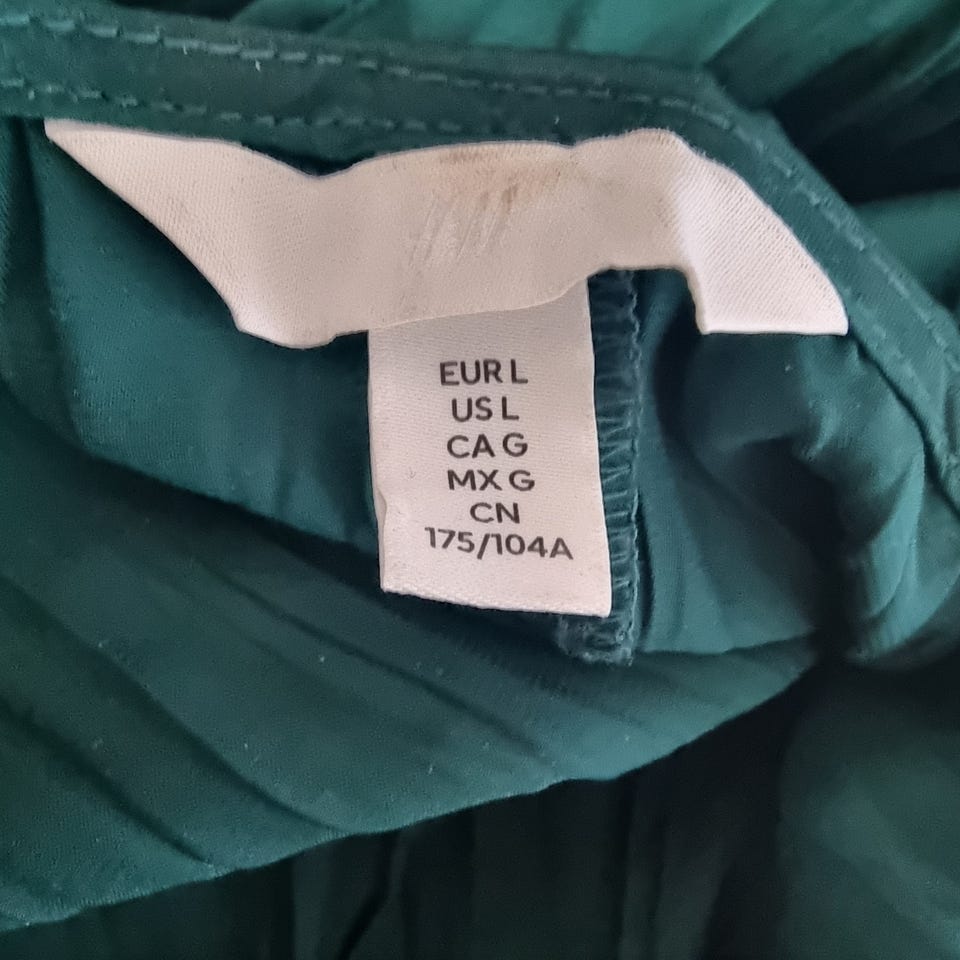 EUR L
US L
CA G
MX G
CN
175/104A